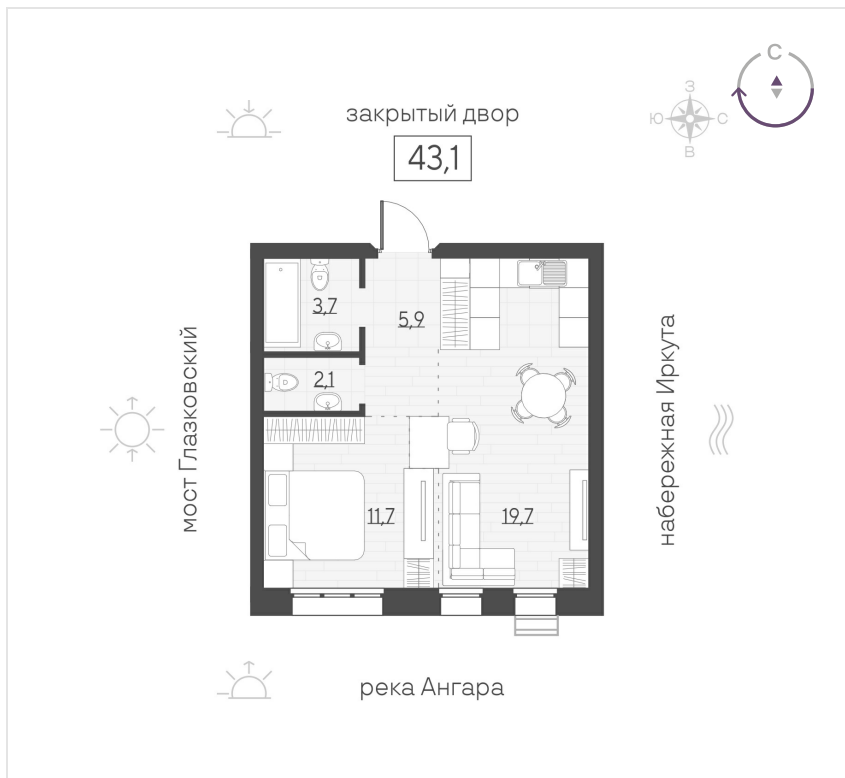 С
З
Ю
С
В
закрытый двор
43,1
3,7
5,9
2,1
мост Глазковский
набережная Иркута
11,7
19,7
река Ангара